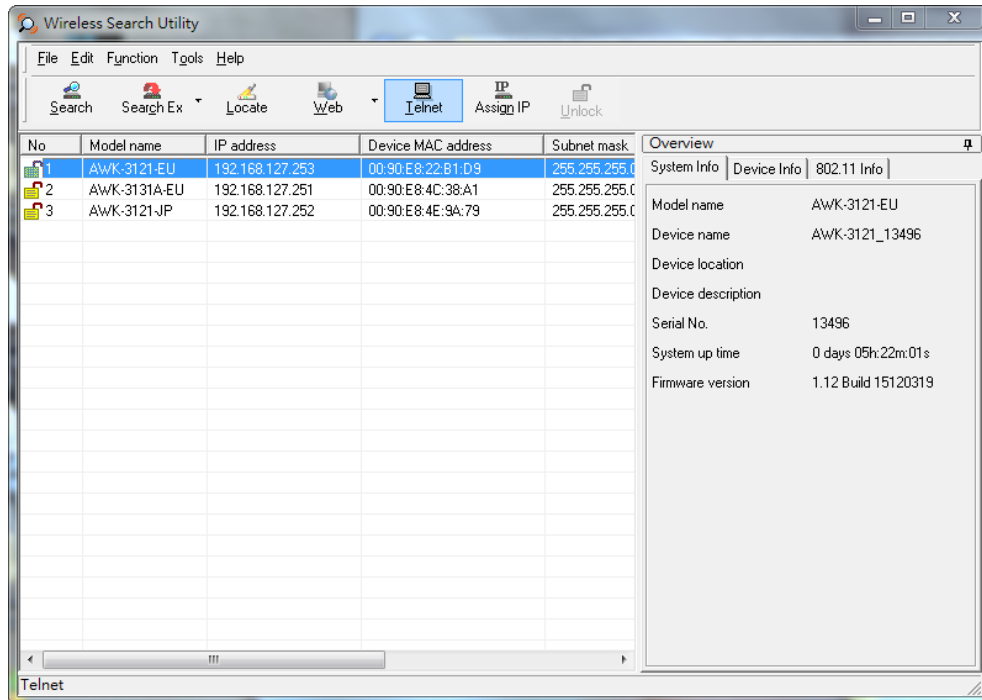 Wireless Search Utility
File Edit Function Tools Help
Search Search Ex Locate Web Telnet IP Assign IP Unlock
No Model name IP address Device MAC address Subnet mask
1 AWK-3121-EU 192.168.127.253 00:90:E8:22:B1:D9 255.255.255.0
2 AWK-3131A-EU 192.168.127.251 00:90:E8:4C:38:A1 255.255.255.0
3 AWK-3121-JP 192.168.127.252 00:90:E8:4E:9A:79 255.255.255.0
Overview
System Info Device Info 802.11 Info
Model name AWK-3121-EU
Device name AWK-3121_13496
Device location
Device description
Serial No. 13496
System up time 0 days 05h:22m:01s
Firmware version 1.12 Build 15120319
Telnet